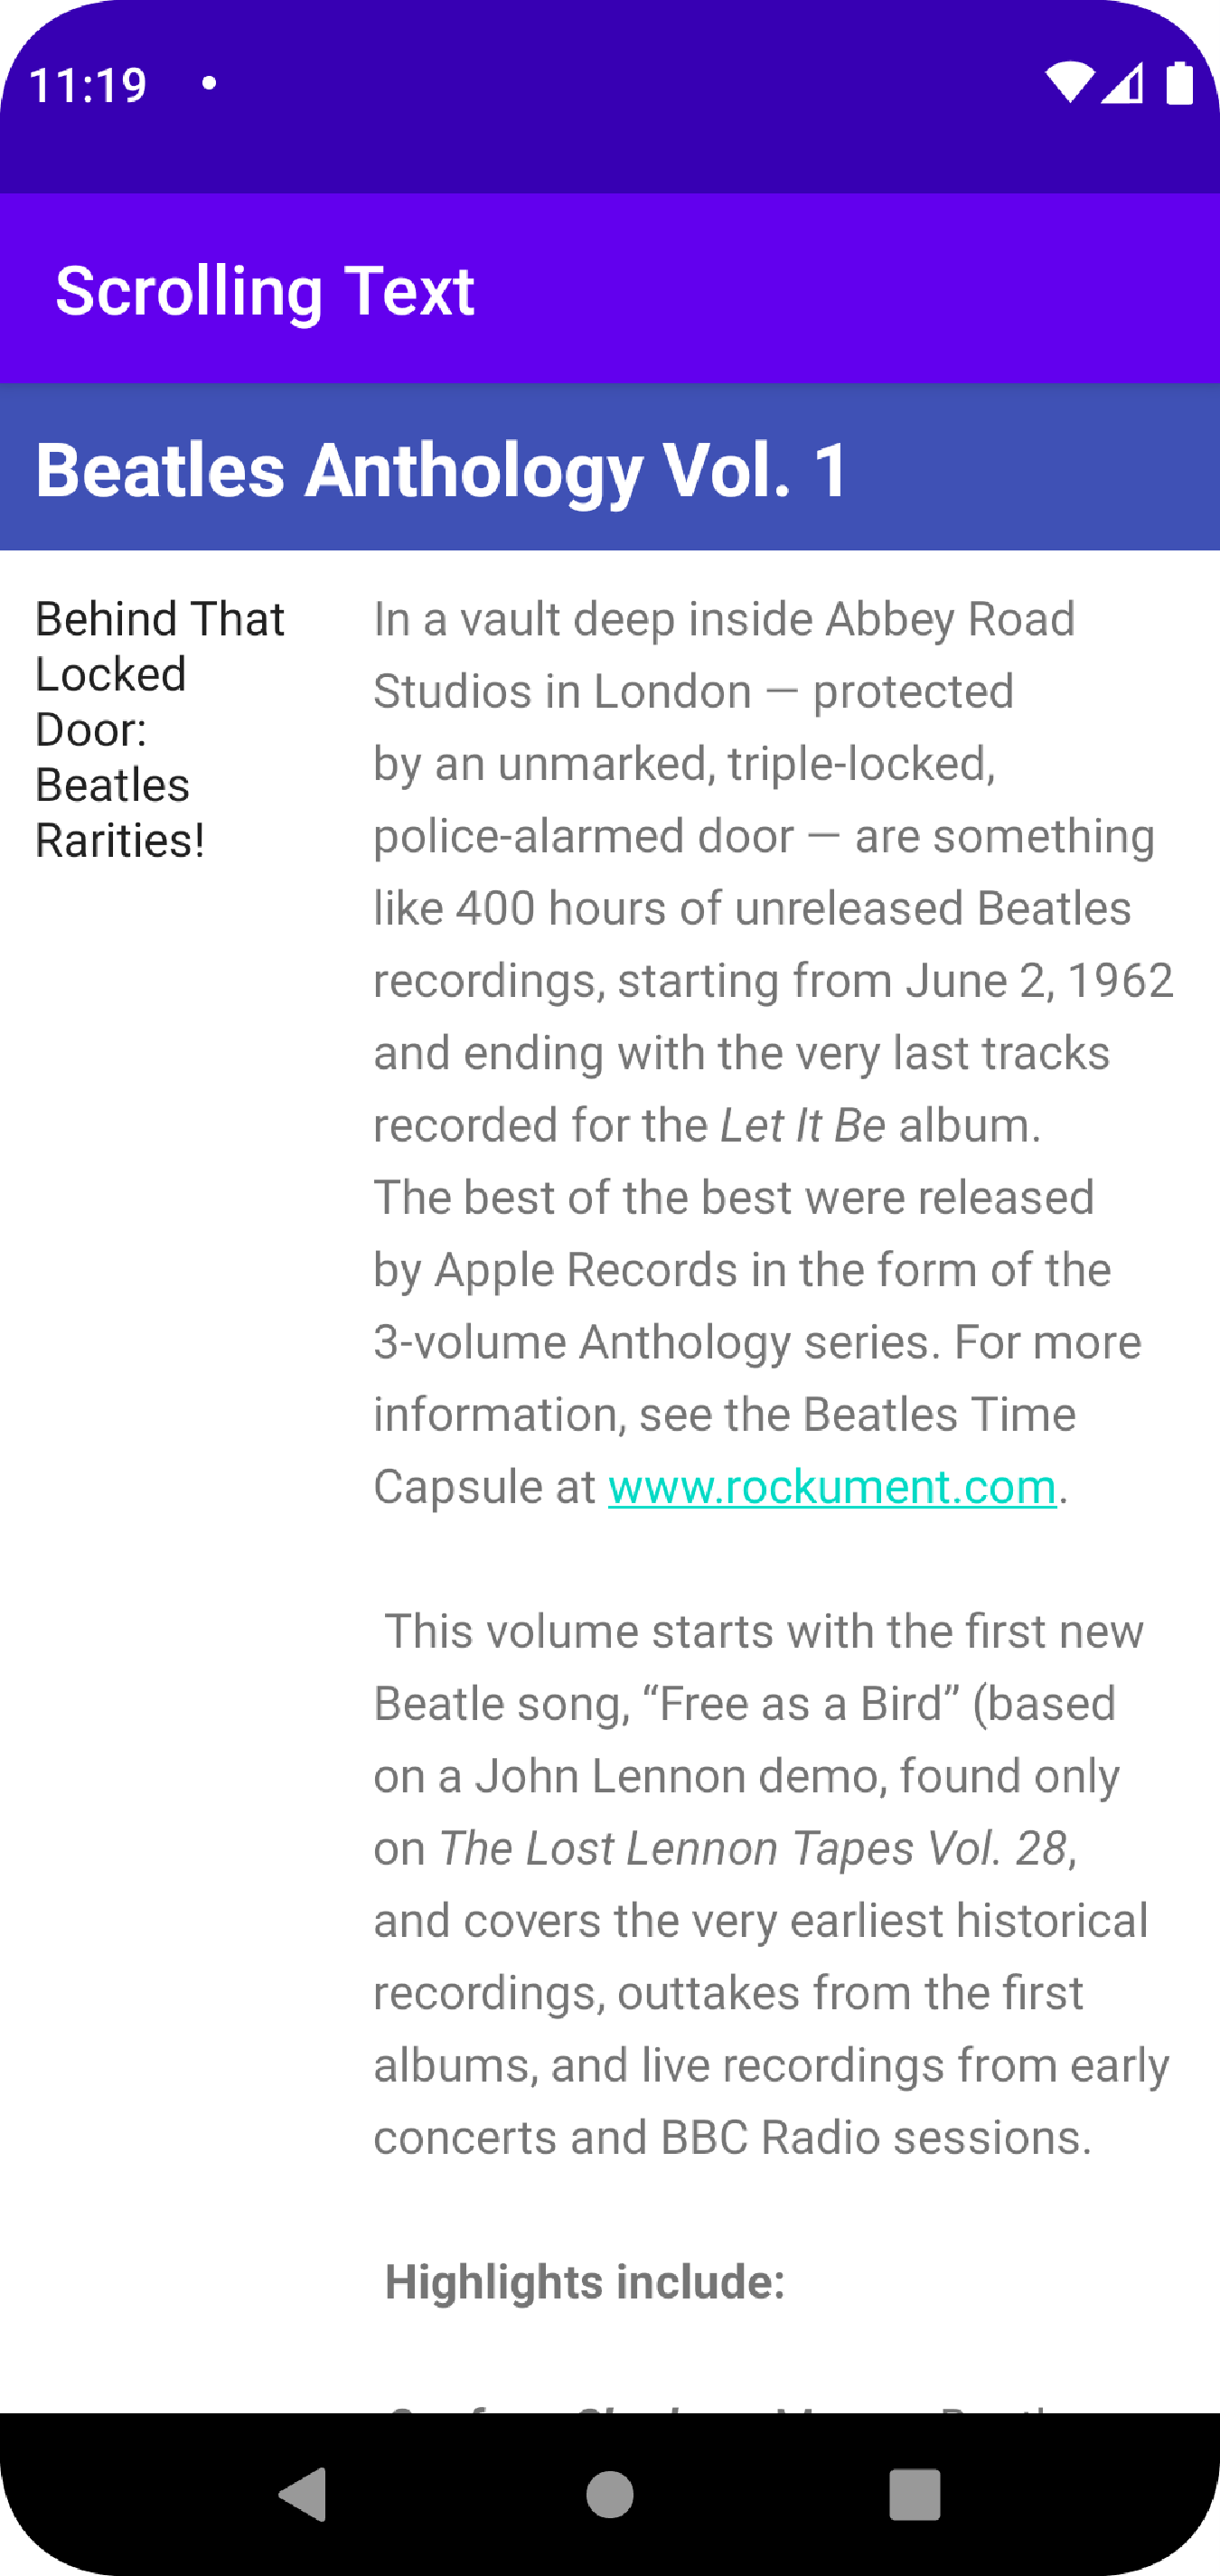 11:19
Scrolling Text
Beatles Anthology Vol. 1
Behind That
Locked
Door:
Beatles
Rarities!
In a vault deep inside Abbey Road
Studios in London — protected
by an unmarked, triple-locked,
police-alarmed door — are something
like 400 hours of unreleased Beatles
recordings, starting from June 2, 1962
and ending with the very last tracks
recorded for the Let It Be album.
The best of the best were released
by Apple Records in the form of the
3-volume Anthology series. For more
information, see the Beatles Time
Capsule at www.rockument.com.
This volume starts with the first new
Beatle song, “Free as a Bird” (based
on a John Lennon demo, found only
on The Lost Lennon Tapes Vol. 28,
and covers the very earliest historical
recordings, outtakes from the first
albums, and live recordings from early
concerts and BBC Radio sessions.
Highlights include: